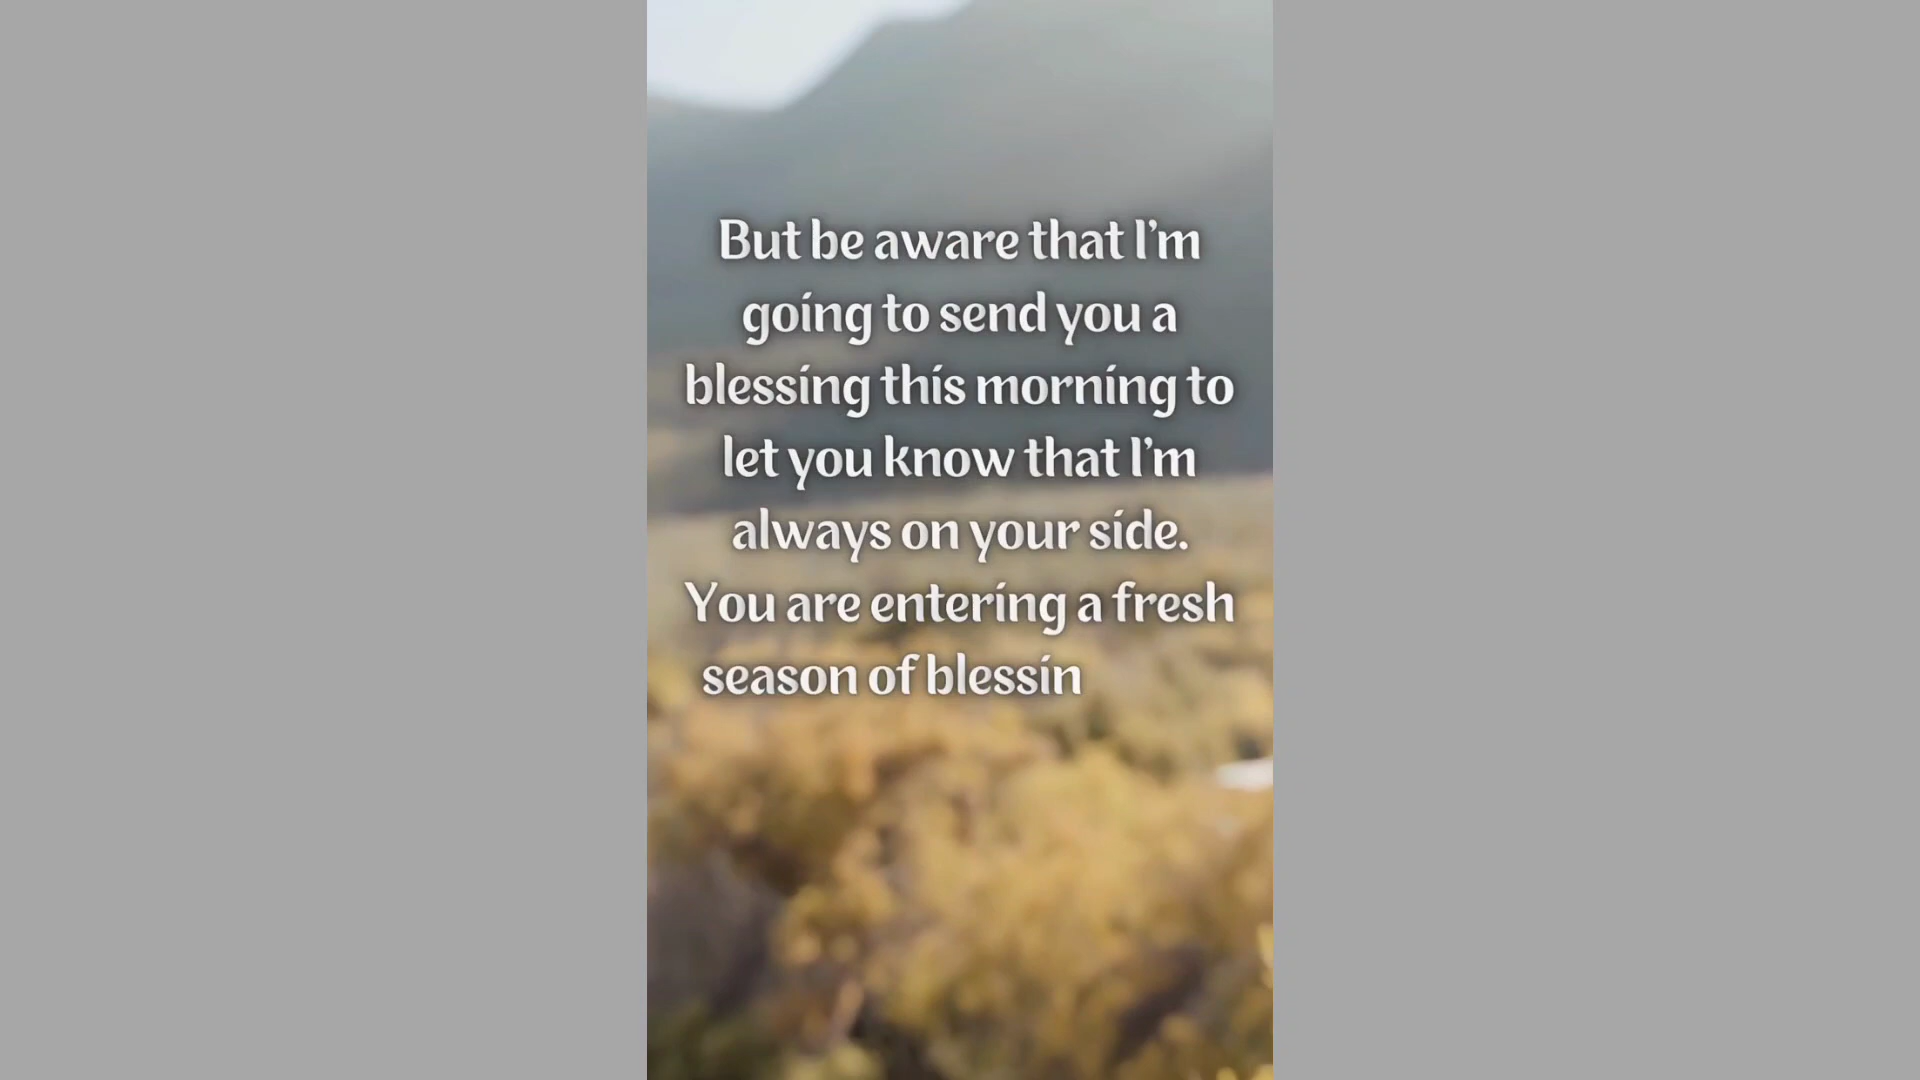 But be aware that I'm
going to send you a
blessing this morning to
let you know that I'm
always on your side.
You are entering a fresh
season of blessin